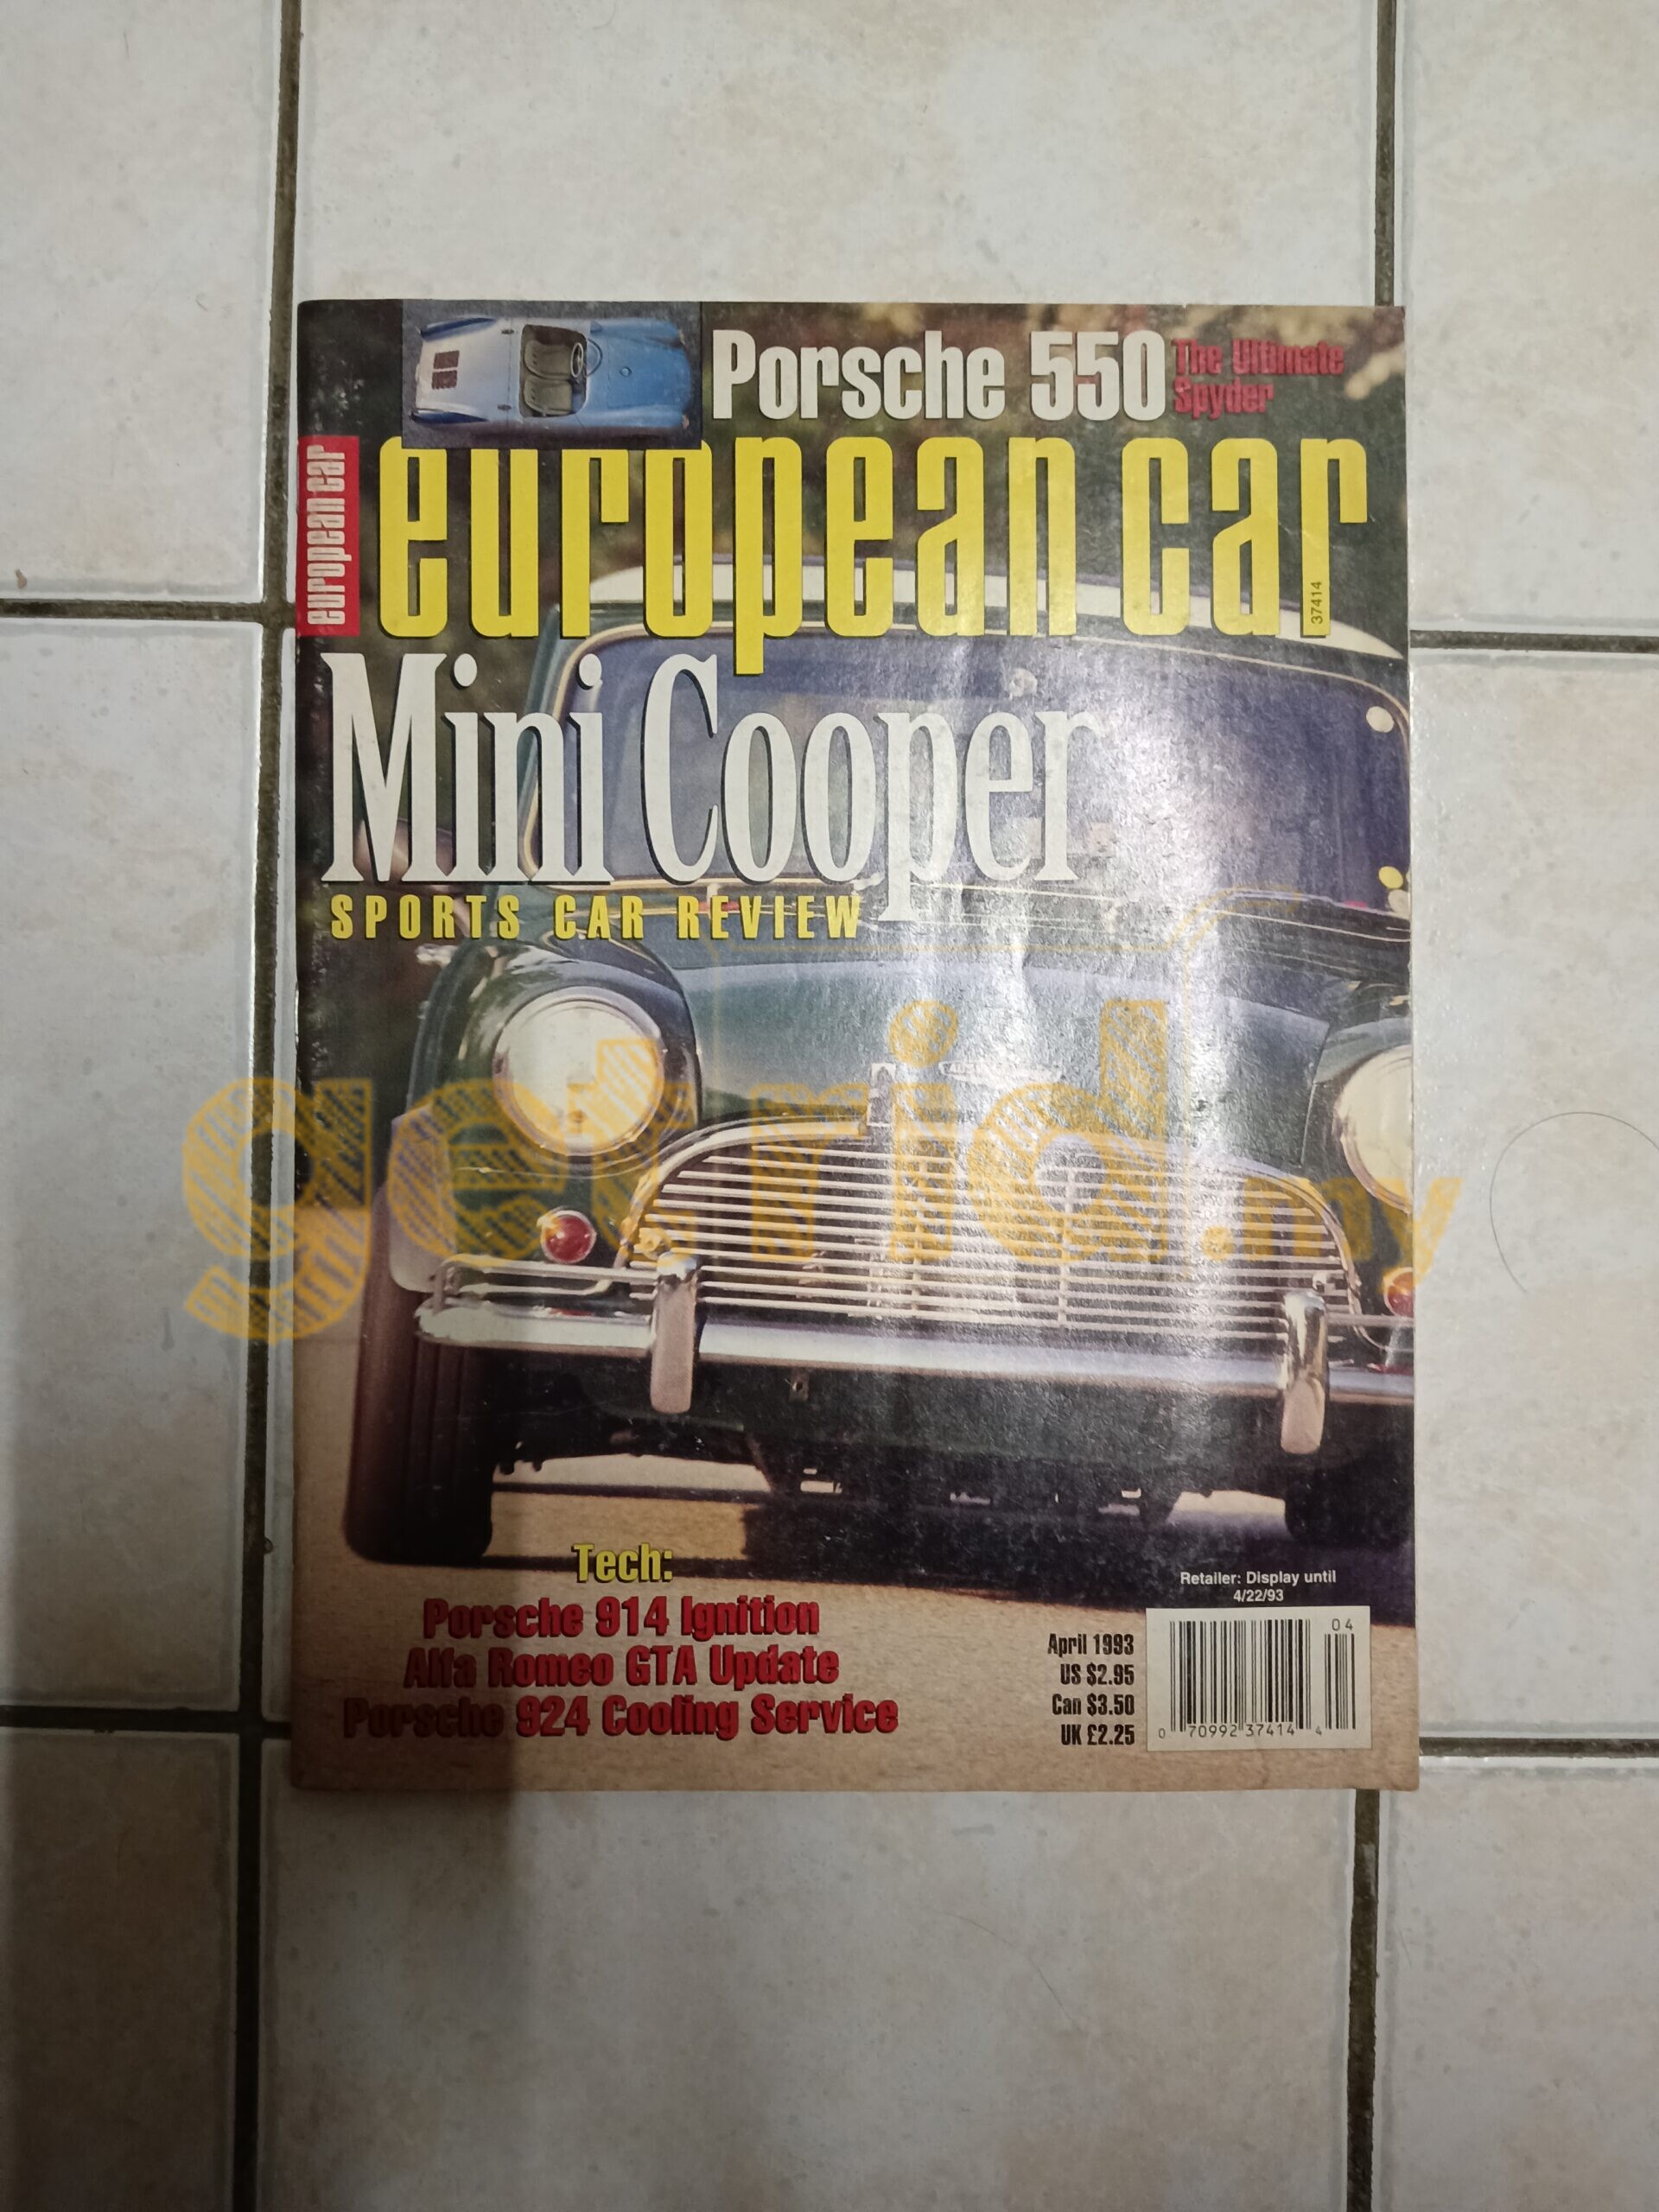 Porsche 550
The Ultimate
Spyder
european car
european car
37414
Mini Cooper
SPORTS CAR REVIEW
getrid.my
Tech:
Porsche 914 Ignition
Alfa Romeo GTA Update
Porsche 924 Cooling Service
Retailer: Display until
4/22/93
April 1993
US $2.95
Can $3.50
UK £2.25
04
0 70992 37414 4